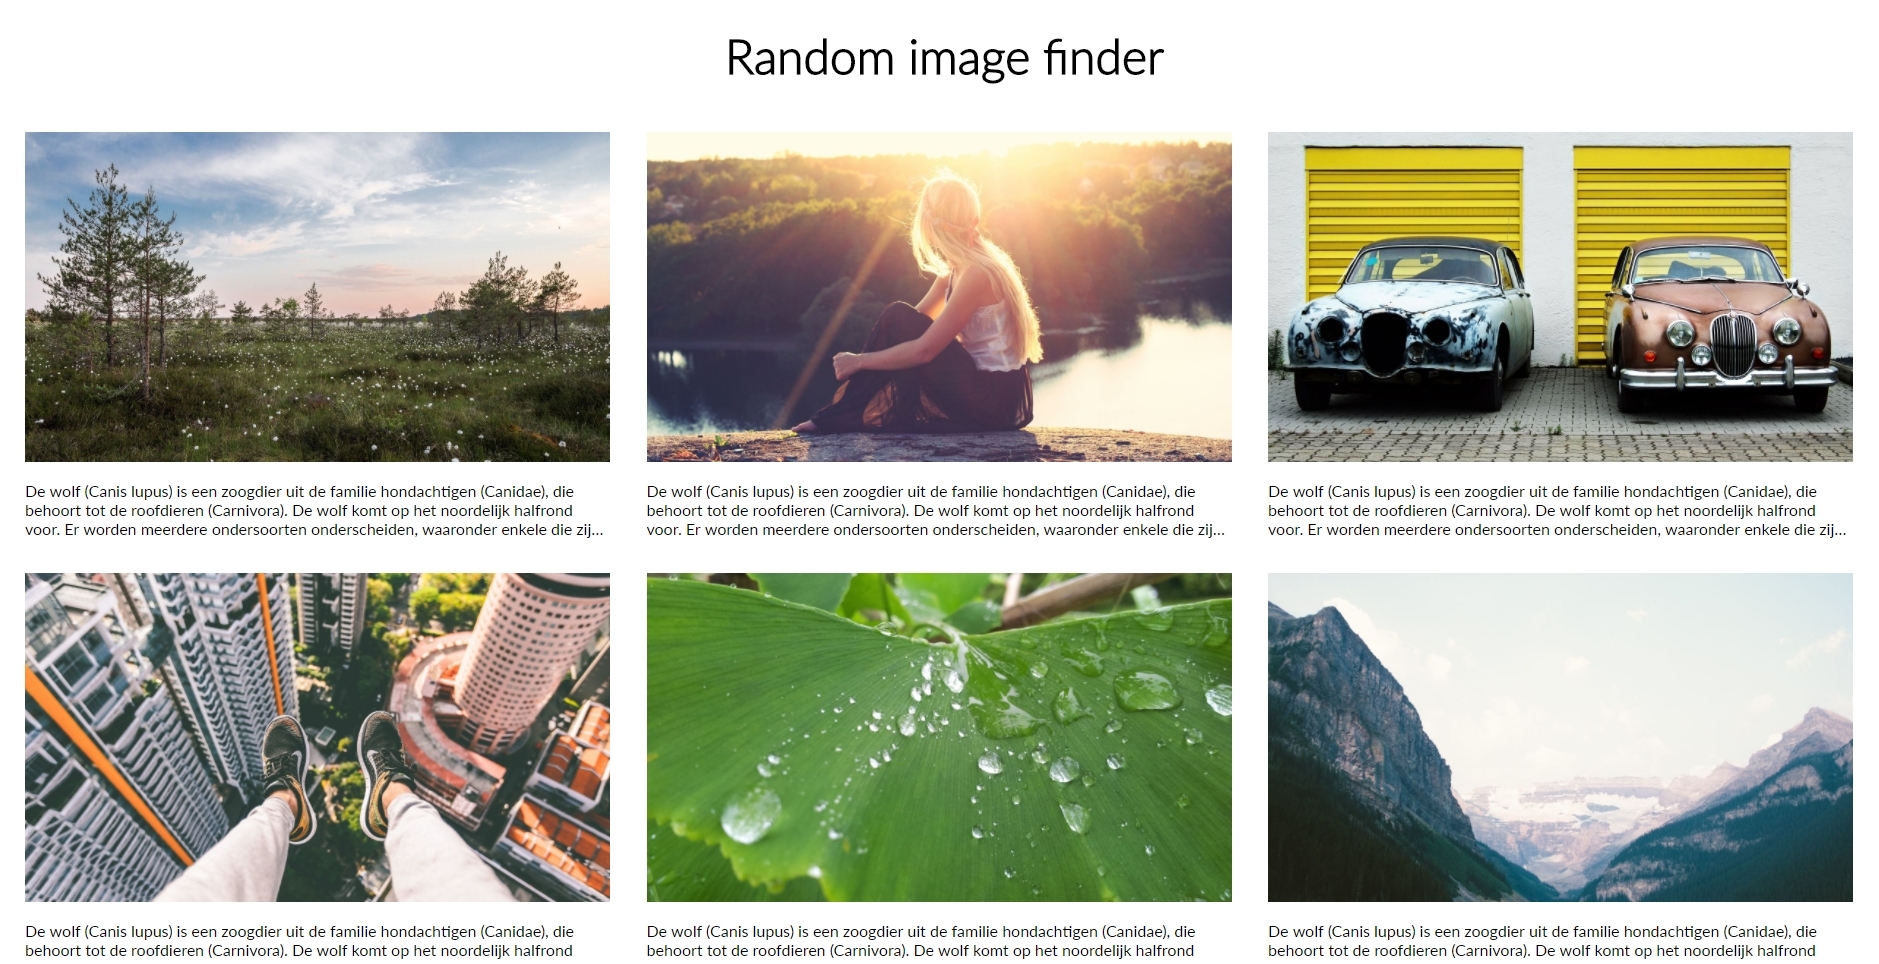 Random image finder
De wolf (Canis lupus) is een zoogdier uit de familie hondachtigen (Canidae), die
behoort tot de roofdieren (Carnivora). De wolf komt op het noordelijk halfrond
voor. Er worden meerdere ondersoorten onderscheiden, waaronder enkele die zij...
De wolf (Canis lupus) is een zoogdier uit de familie hondachtigen (Canidae), die
behoort tot de roofdieren (Carnivora). De wolf komt op het noordelijk halfrond
voor. Er worden meerdere ondersoorten onderscheiden, waaronder enkele die zij...
De wolf (Canis lupus) is een zoogdier uit de familie hondachtigen (Canidae), die
behoort tot de roofdieren (Carnivora). De wolf komt op het noordelijk halfrond
voor. Er worden meerdere ondersoorten onderscheiden, waaronder enkele die zij...
De wolf (Canis lupus) is een zoogdier uit de familie hondachtigen (Canidae), die
behoort tot de roofdieren (Carnivora). De wolf komt op het noordelijk halfrond
De wolf (Canis lupus) is een zoogdier uit de familie hondachtigen (Canidae), die
behoort tot de roofdieren (Carnivora). De wolf komt op het noordelijk halfrond
De wolf (Canis lupus) is een zoogdier uit de familie hondachtigen (Canidae), die
behoort tot de roofdieren (Carnivora). De wolf komt op het noordelijk halfrond